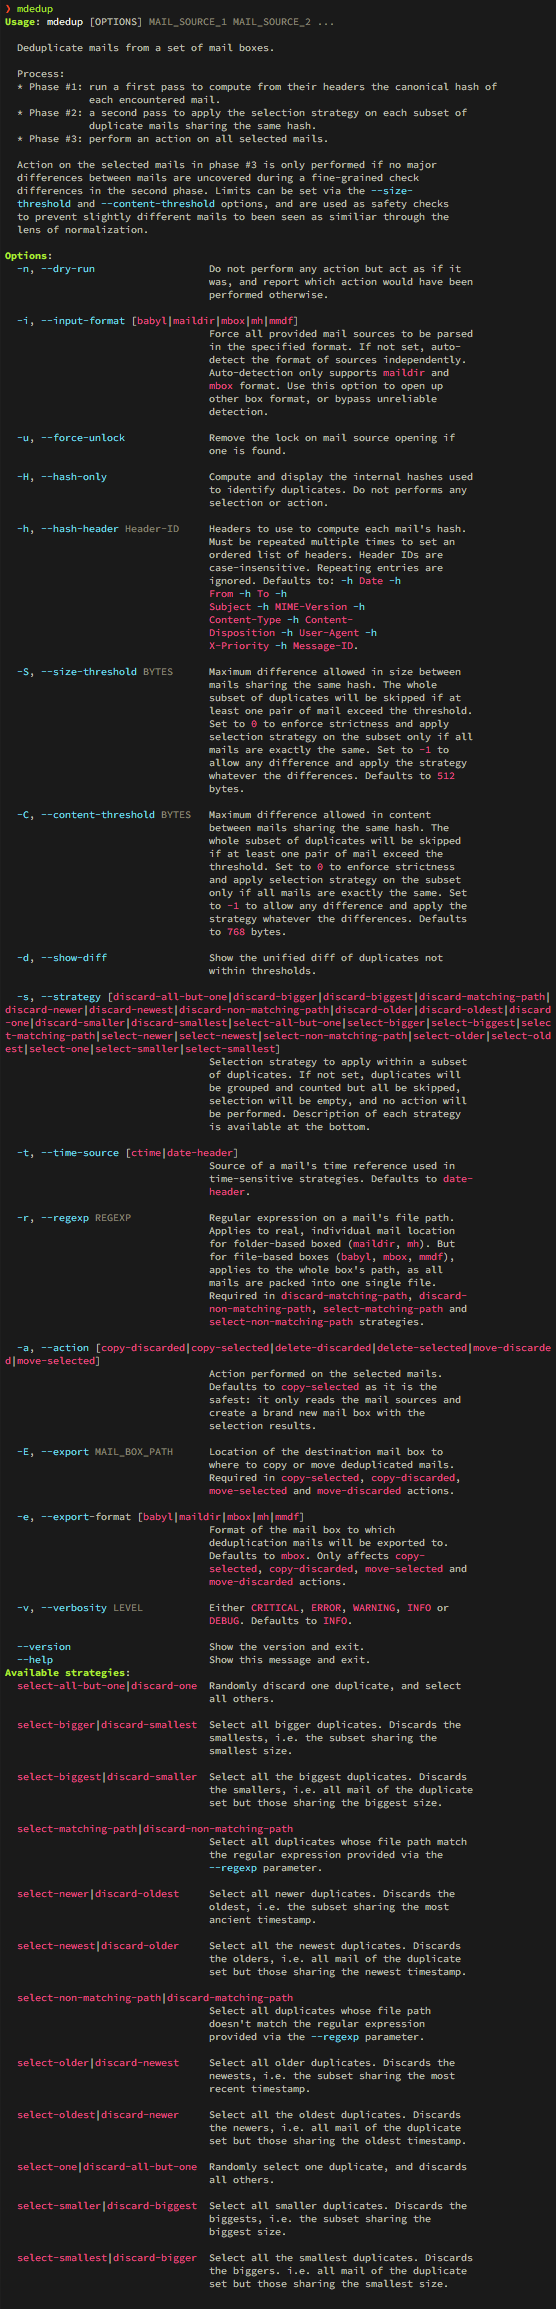 ❯ mdedup
Usage: mdedup [OPTIONS] MAIL_SOURCE_1 MAIL_SOURCE_2 ...
Deduplicate mails from a set of mail boxes.
Process:
* Phase #1: run a first pass to compute from their headers the canonical hash of
each encountered mail.
* Phase #2: a second pass to apply the selection strategy on each subset of
duplicate mails sharing the same hash.
* Phase #3: perform an action on all selected mails.
Action on the selected mails in phase #3 is only performed if no major
differences between mails are uncovered during a fine-grained check
differences in the second phase. Limits can be set via the --size-
threshold and --content-threshold options, and are used as safety checks
to prevent slightly different mails to been seen as similiar through the
lens of normalization.
Options:
-n, --dry-run Do not perform any action but act as if it
was, and report which action would have been
performed otherwise.
-i, --input-format [babyl|maildir|mbox|mh|mmdf]
Force all provided mail sources to be parsed
in the specified format. If not set, auto-
detect the format of sources independently.
Auto-detection only supports maildir and
mbox format. Use this option to open up
other box format, or bypass unreliable
detection.
-u, --force-unlock Remove the lock on mail source opening if
one is found.
-H, --hash-only Compute and display the internal hashes used
to identify duplicates. Do not performs any
selection or action.
-h, --hash-header Header-ID Headers to use to compute each mail's hash.
Must be repeated multiple times to set an
ordered list of headers. Header IDs are
case-insensitive. Repeating entries are
ignored. Defaults to: -h Date -h
From -h To -h
Subject -h MIME-Version -h
Content-Type -h Content-
Disposition -h User-Agent -h
X-Priority -h Message-ID.
-S, --size-threshold BYTES Maximum difference allowed in size between
mails sharing the same hash. The whole
subset of duplicates will be skipped if at
least one pair of mail exceed the threshold.
Set to 0 to enforce strictness and apply
selection strategy on the subset only if all
mails are exactly the same. Set to -1 to
allow any difference and apply the strategy
whatever the differences. Defaults to 512
bytes.
-C, --content-threshold BYTES Maximum difference allowed in content
between mails sharing the same hash. The
whole subset of duplicates will be skipped
if at least one pair of mail exceed the
threshold. Set to 0 to enforce strictness
and apply selection strategy on the subset
only if all mails are exactly the same. Set
to -1 to allow any difference and apply the
strategy whatever the differences. Defaults
to 768 bytes.
-d, --show-diff Show the unified diff of duplicates not
within thresholds.
-s, --strategy [discard-all-but-one|discard-bigger|discard-biggest|discard-matching-path|
discard-newer|discard-newest|discard-non-matching-path|discard-older|discard-oldest|discard
-one|discard-smaller|discard-smallest|select-all-but-one|select-bigger|select-biggest|selec
t-matching-path|select-newer|select-newest|select-non-matching-path|select-older|select-old
est|select-one|select-smaller|select-smallest]
Selection strategy to apply within a subset
of duplicates. If not set, duplicates will
be grouped and counted but all be skipped,
selection will be empty, and no action will
be performed. Description of each strategy
is available at the bottom.
-t, --time-source [ctime|date-header]
Source of a mail's time reference used in
time-sensitive strategies. Defaults to date-
header.
-r, --regexp REGEXP Regular expression on a mail's file path.
Applies to real, individual mail location
for folder-based boxed (maildir, mh). But
for file-based boxes (babyl, mbox, mmdf),
applies to the whole box's path, as all
mails are packed into one single file.
Required in discard-matching-path, discard-
non-matching-path, select-matching-path and
select-non-matching-path strategies.
-a, --action [copy-discarded|copy-selected|delete-discarded|delete-selected|move-discarde
d|move-selected]
Action performed on the selected mails.
Defaults to copy-selected as it is the
safest: it only reads the mail sources and
create a brand new mail box with the
selection results.
-E, --export MAIL_BOX_PATH Location of the destination mail box to
where to copy or move deduplicated mails.
Required in copy-selected, copy-discarded,
move-selected and move-discarded actions.
-e, --export-format [babyl|maildir|mbox|mh|mmdf]
Format of the mail box to which
deduplication mails will be exported to.
Defaults to mbox. Only affects copy-
selected, copy-discarded, move-selected and
move-discarded actions.
-v, --verbosity LEVEL Either CRITICAL, ERROR, WARNING, INFO or
DEBUG. Defaults to INFO.
--version Show the version and exit.
--help Show this message and exit.
Available strategies:
select-all-but-one|discard-one Randomly discard one duplicate, and select
all others.
select-bigger|discard-smallest Select all bigger duplicates. Discards the
smallests, i.e. the subset sharing the
smallest size.
select-biggest|discard-smaller Select all the biggest duplicates. Discards
the smallers, i.e. all mail of the duplicate
set but those sharing the biggest size.
select-matching-path|discard-non-matching-path
Select all duplicates whose file path match
the regular expression provided via the
--regexp parameter.
select-newer|discard-oldest Select all newer duplicates. Discards the
oldest, i.e. the subset sharing the most
ancient timestamp.
select-newest|discard-older Select all the newest duplicates. Discards
the olders, i.e. all mail of the duplicate
set but those sharing the newest timestamp.
select-non-matching-path|discard-matching-path
Select all duplicates whose file path
doesn't match the regular expression
provided via the --regexp parameter.
select-older|discard-newest Select all older duplicates. Discards the
newests, i.e. the subset sharing the most
recent timestamp.
select-oldest|discard-newer Select all the oldest duplicates. Discards
the newers, i.e. all mail of the duplicate
set but those sharing the oldest timestamp.
select-one|discard-all-but-one Randomly select one duplicate, and discards
all others.
select-smaller|discard-biggest Select all smaller duplicates. Discards the
biggests, i.e. the subset sharing the
biggest size.
select-smallest|discard-bigger Select all the smallest duplicates. Discards
the biggers. i.e. all mail of the duplicate
set but those sharing the smallest size.